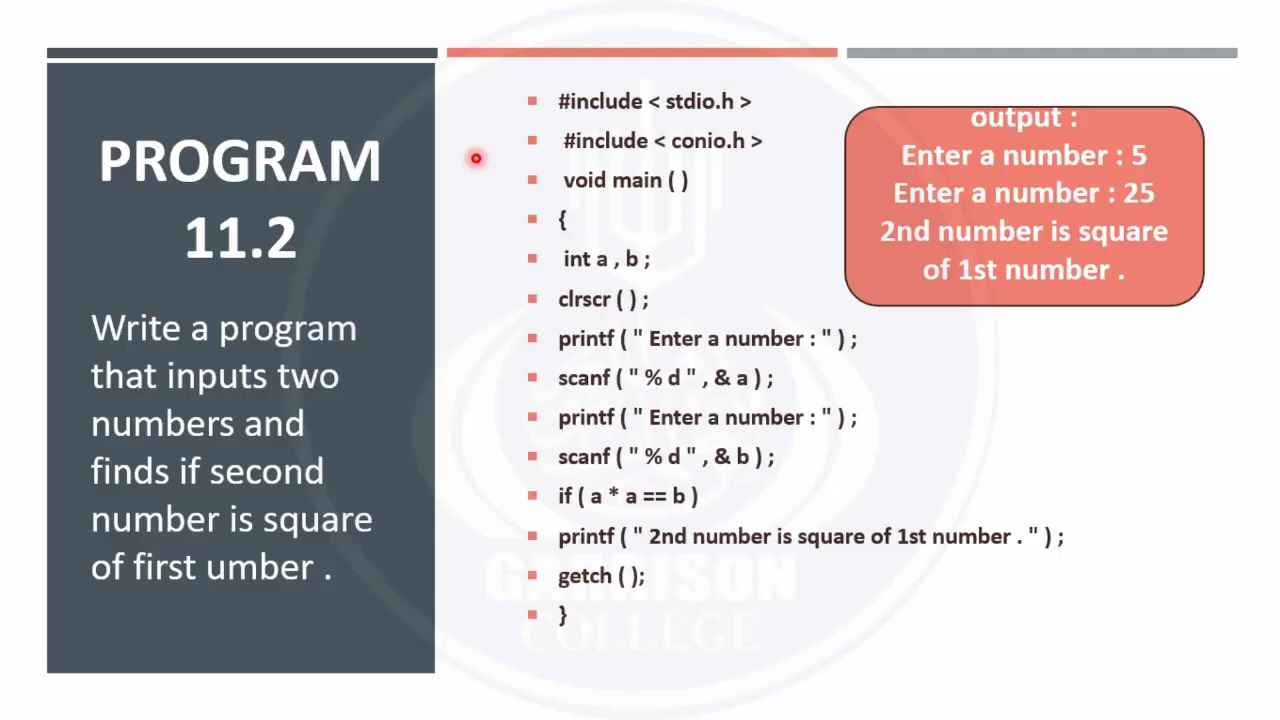 PROGRAM
11.2
Write a program
that inputs two
numbers and
finds if second
number is square
of first umber .
#include < stdio.h >
#include < conio.h >
void main ( )
{
int a , b ;
clrscr ( ) ;
printf ( " Enter a number : " ) ;
scanf ( " % d " , & a ) ;
printf ( " Enter a number : " ) ;
scanf ( " % d " , & b ) ;
if ( a * a == b )
printf ( " 2nd number is square of 1st number . " ) ;
getch ( );
}
output :
Enter a number : 5
Enter a number : 25
2nd number is square
of 1st number .
GARRISON
COLLEGE